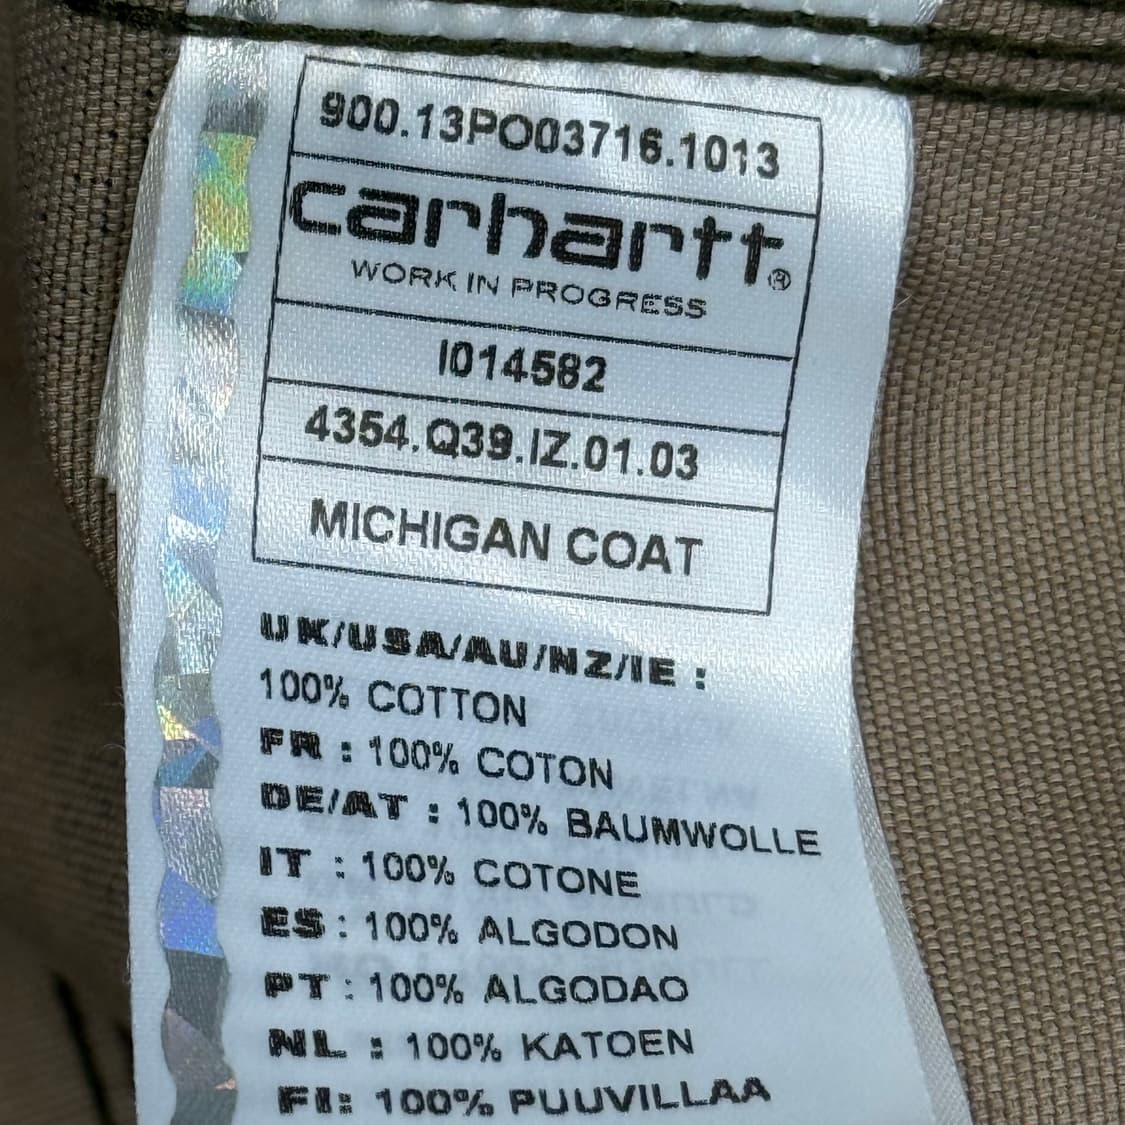 900.13PO03716.1013
carhartt®
WORK IN PROGRESS
I014582
4354.Q39.IZ.01.03
MICHIGAN COAT
UK/USA/AU/NZ/IE :
100% COTTON
FR : 100% COTON
DE/AT : 100% BAUMWOLLE
IT : 100% COTONE
ES : 100% ALGODON
PT : 100% ALGODAO
NL : 100% KATOEN
FI: 100% PUUVILLAA